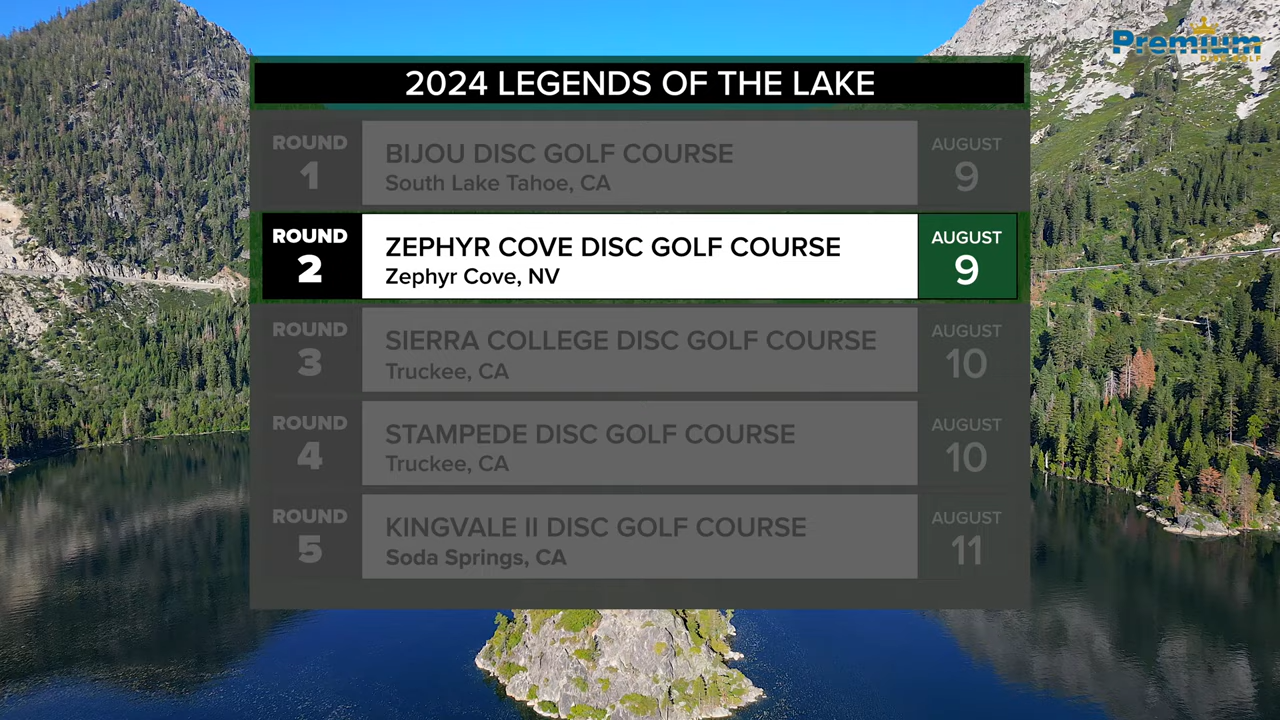 Premium
DISC GOLF
2024 LEGENDS OF THE LAKE
ROUND
1
BIJOU DISC GOLF COURSE
South Lake Tahoe, CA
AUGUST
9
ROUND
2
ZEPHYR COVE DISC GOLF COURSE
Zephyr Cove, NV
AUGUST
9
ROUND
3
SIERRA COLLEGE DISC GOLF COURSE
Truckee, CA
AUGUST
10
ROUND
4
STAMPEDE DISC GOLF COURSE
Truckee, CA
AUGUST
10
ROUND
5
KINGVALE II DISC GOLF COURSE
Soda Springs, CA
AUGUST
11